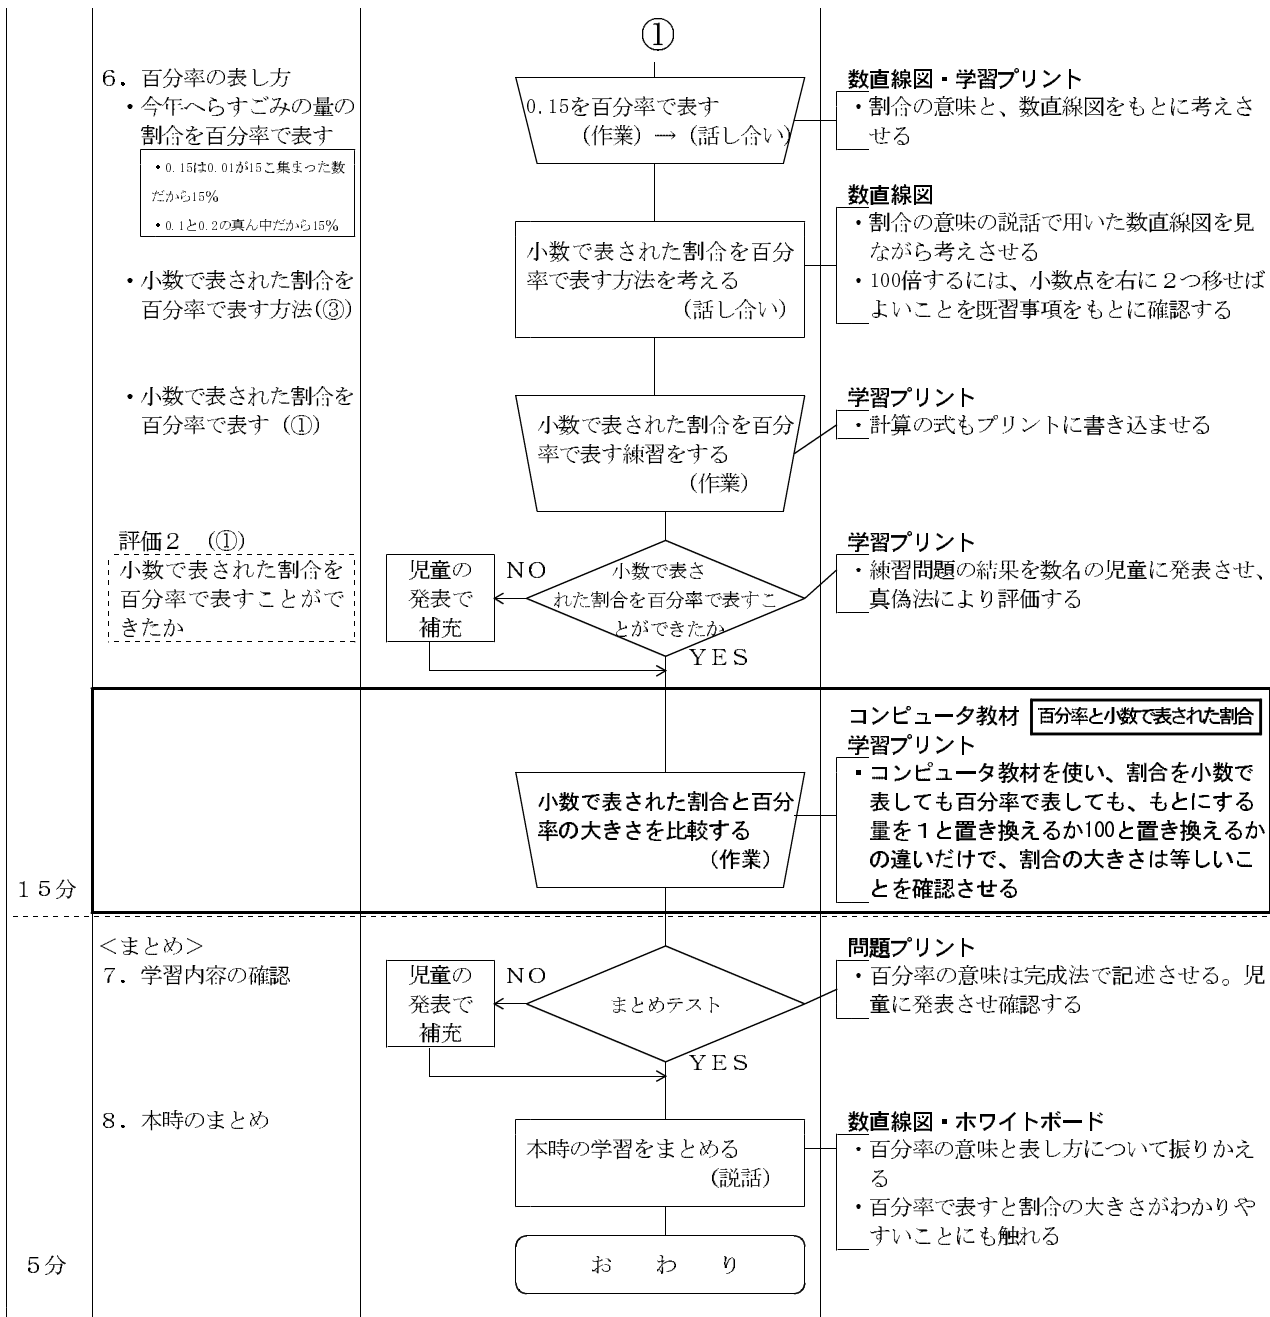 ①
6．百分率の表し方
・今年へらすごみの量の
割合を百分率で表す
・0.15は0.01が15こ集まった数
だから15%
・0.1と0.2の真ん中だから15%
0.15を百分率で表す
（作業）→（話し合い）
数直線図・学習プリント
・割合の意味と、数直線図をもとに考えさ
せる
・小数で表された割合を
百分率で表す方法(③)
小数で表された割合を百分
率で表す方法を考える
（話し合い）
数直線図
・割合の意味の説話で用いた数直線図を見
ながら考えさせる
・100倍するには、小数点を右に２つ移せば
よいことを既習事項をもとに確認する
・小数で表された割合を
百分率で表す（①）
小数で表された割合を百分
率で表す練習をする
（作業）
学習プリント
・計算の式もプリントに書き込ませる
評価２　（①）
小数で表された割合を
百分率で表すことがで
きたか
児童の
発表で
補充
ＮＯ
小数で表さ
れた割合を百分率で表すこ
とができたか
ＹＥＳ
学習プリント
・練習問題の結果を数名の児童に発表させ、
真偽法により評価する
小数で表された割合と百分
率の大きさを比較する
（作業）
コンピュータ教材 百分率と小数で表された割合
学習プリント
・コンピュータ教材を使い、割合を小数で
表しても百分率で表しても、もとにする
量を１と置き換えるか100と置き換えるか
の違いだけで、割合の大きさは等しいこ
とを確認させる
１５分
＜まとめ＞
7．学習内容の確認
児童の
発表で
補充
ＮＯ
まとめテスト
ＹＥＳ
問題プリント
・百分率の意味は完成法で記述させる。児
童に発表させ確認する
8．本時のまとめ
本時の学習をまとめる
（説話）
数直線図・ホワイトボード
・百分率の意味と表し方について振りかえ
る
・百分率で表すと割合の大きさがわかりや
すいことにも触れる
５分
お　わ　り